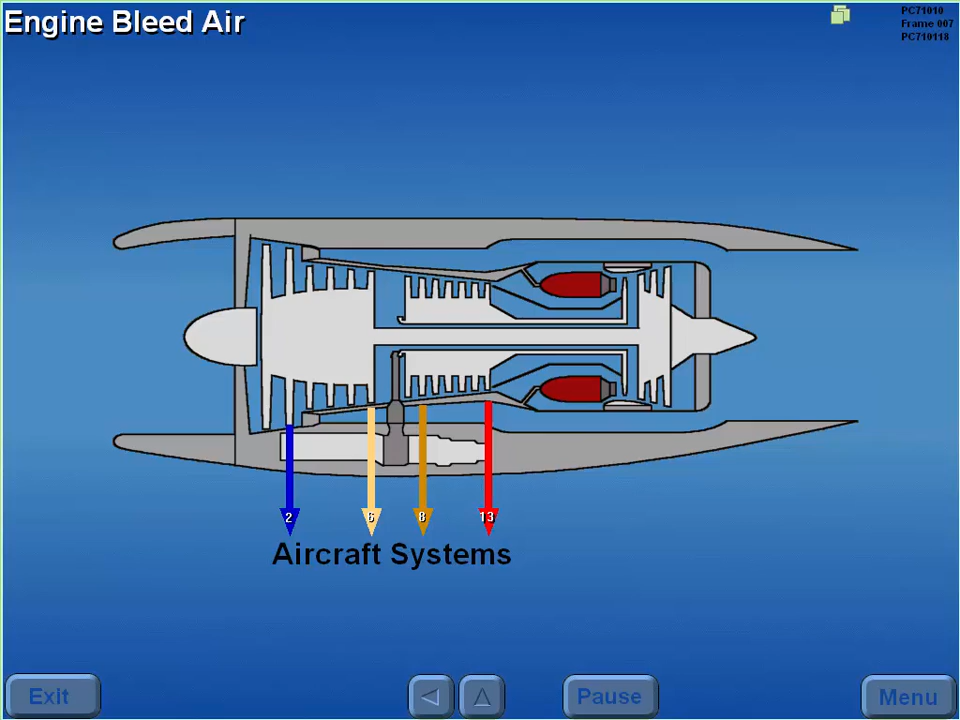 Engine Bleed Air
PC71010
Frame 007
PC710118
2 6 8 13
Aircraft Systems
Exit Pause Menu